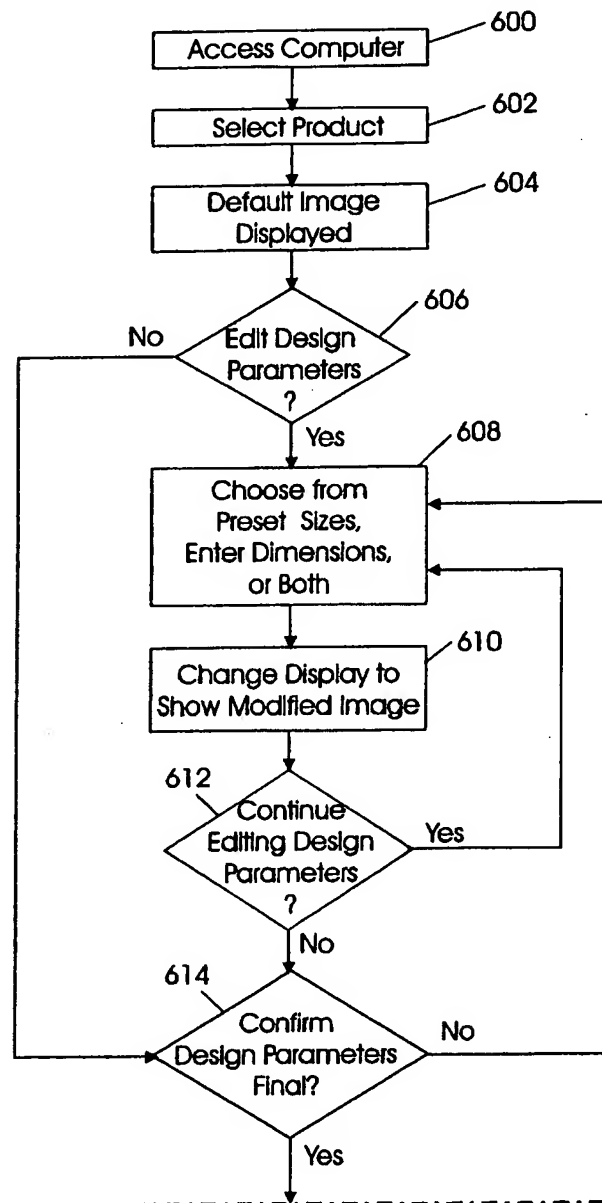 600
Access Computer
602
Select Product
604
Default Image
Displayed
606
No
Edit Design
Parameters
?
Yes
608
Choose from
Preset Sizes,
Enter Dimensions,
or Both
610
Change Display to
Show Modified Image
612
Continue
Editing Design
Parameters
?
Yes
No
614
Confirm
Design Parameters
Final?
No
Yes